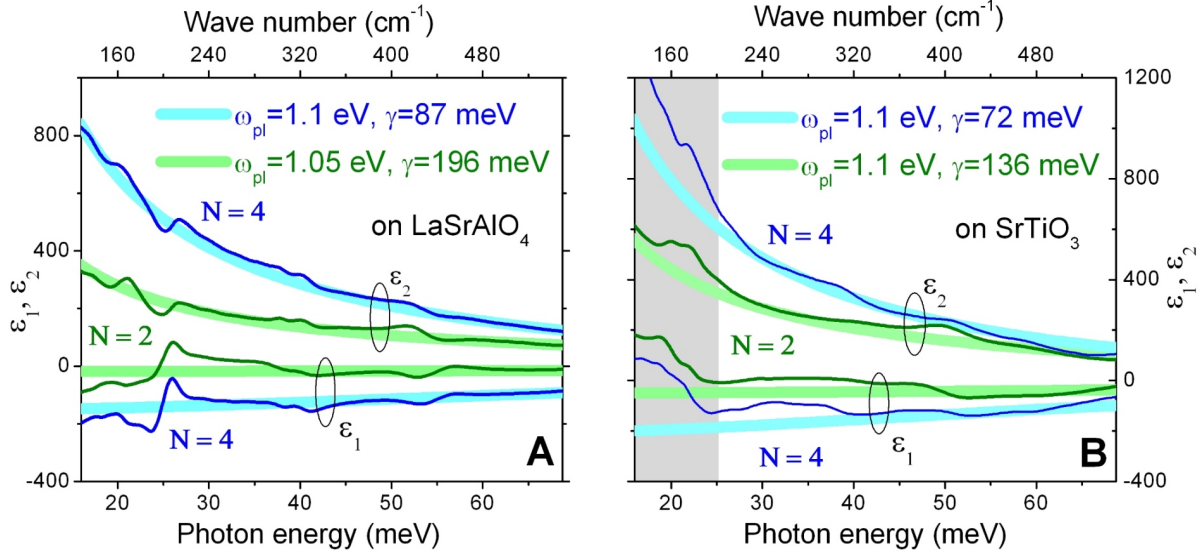 Wave number (cm⁻¹)
160 240 320 400 480
ωpl=1.1 eV, γ=87 meV
ωpl=1.05 eV, γ=196 meV
N = 4
on LaSrAlO₄
ε₂
N = 2
ε₁
N = 4
A
800
400
0
-400
ε₁, ε₂
20 30 40 50 60
Photon energy (meV)
Wave number (cm⁻¹)
160 240 320 400 480
ωpl=1.1 eV, γ=72 meV
ωpl=1.1 eV, γ=136 meV
N = 4
on SrTiO₃
ε₂
N = 2
ε₁
N = 4
B
1200
800
400
0
-400
ε₁, ε₂
20 30 40 50 60
Photon energy (meV)